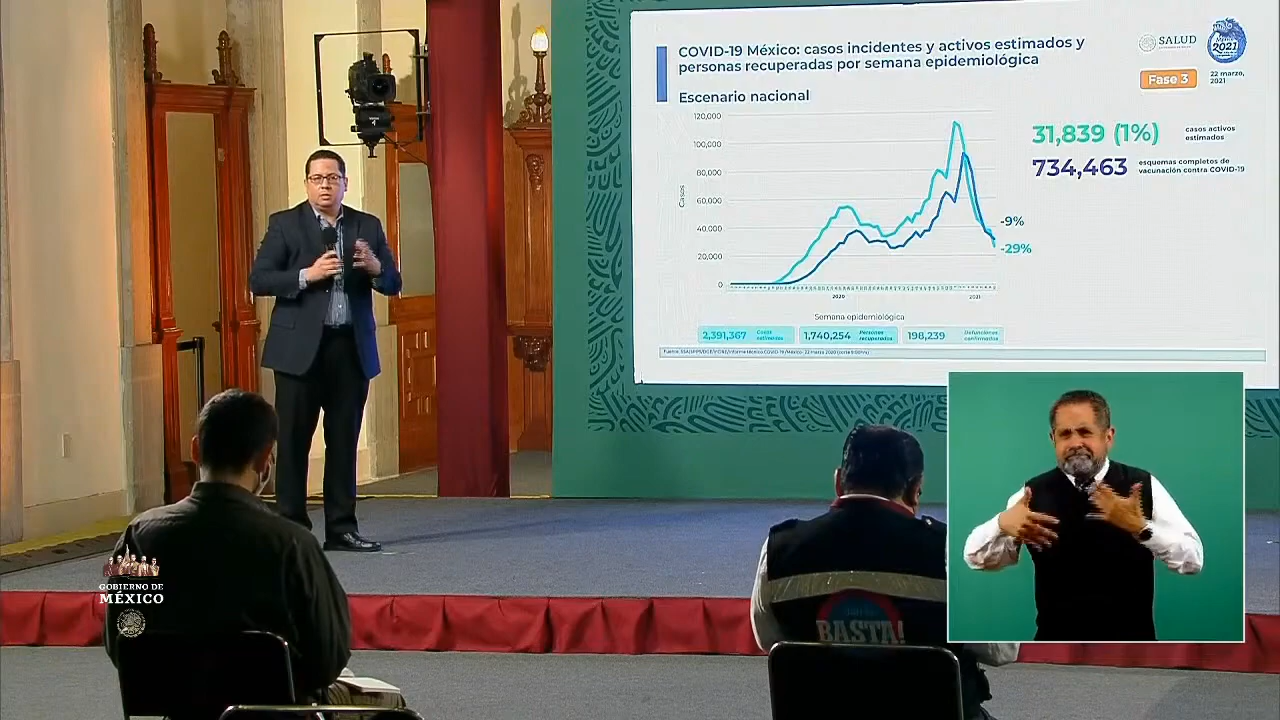 COVID-19 México: casos incidentes y activos estimados y
personas recuperadas por semana epidemiológica
SALUD
2021
Fase 3
22 marzo,
2021
Escenario nacional
120,000
100,000
80,000
60,000
40,000
20,000
0
Casos
2020
2021
Semana epidemiológica
-9%
-29%
31,839 (1%)
casos activos
estimados
734,463
esquemas completos de
vacunación contra COVID-19
2,391,367
Casos
estimados
1,740,254
Personas
recuperadas
198,239
Defunciones
confirmadas
GOBIERNO DE
MÉXICO
BASTA!